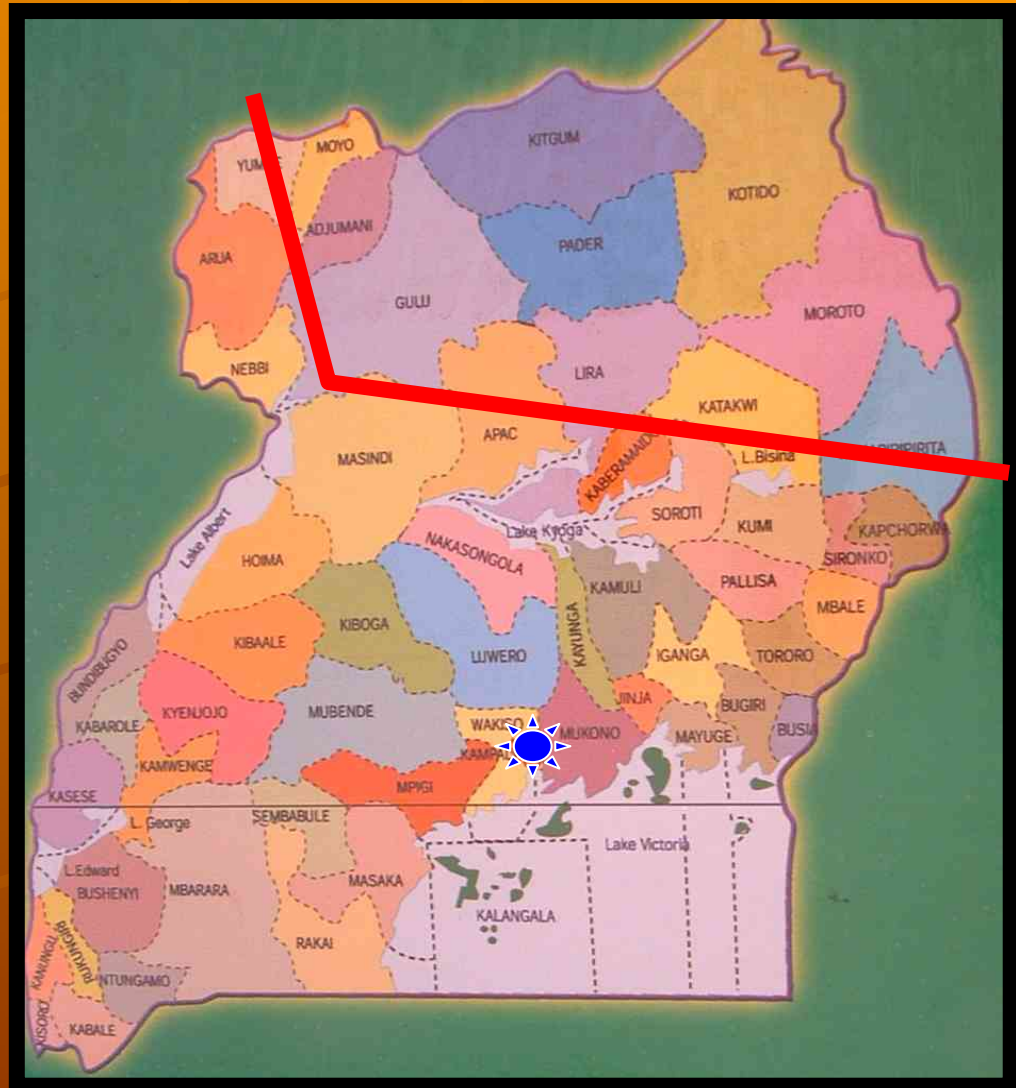 MOYO
KITGUM
KOTIDO
ADJUMANI
PADER
ARUA
GULU
MOROTO
NEBBI
LIRA
KATAKWI
APAC
MASINDI
L.Bisina
KABERAMAIDO
Lake Albert
SOROTI
KUMI
Lake Kyoga
KAPCHORWA
NAKASONGOLA
SIRONKO
HOIMA
KAMULI
PALLISA
MBALE
KIBOGA
KAYUNGA
KIBAALE
LUWERO
IGANGA
TORORO
BUNDIBUGYO
JINJA
BUGIRI
KYENJOJO
MUBENDE
KABAROLE
WAKISO
MUKONO
MAYUGE
BUSIA
KAMWENGE
MPIGI
KASESE
L. George
SEMBABULE
Lake Victoria
L.Edward
BUSHENYI
MBARARA
MASAKA
KALANGALA
RAKAI
KANUNGU
RUKUNGIRI
NTUNGAMO
KISORO
KABALE